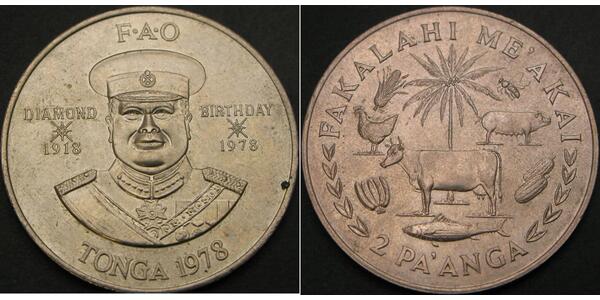 F·A·O
DIAMOND BIRTHDAY
1918 1978
TONGA 1978
FAKALAHI ME'AKAI
2 PA'ANGA